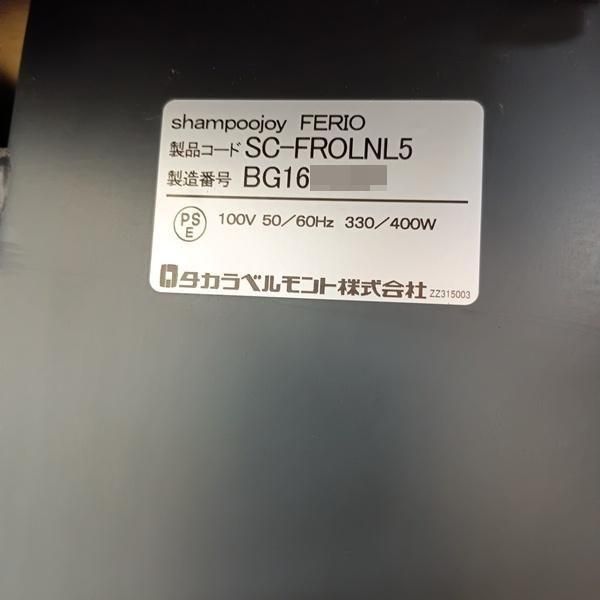 shampoojoy FERIO
製品コード SC-FROLNL5
製造番号 BG16
PS
E
100V 50/60Hz 330/400W
タカラベルモント株式会社 ZZ315003